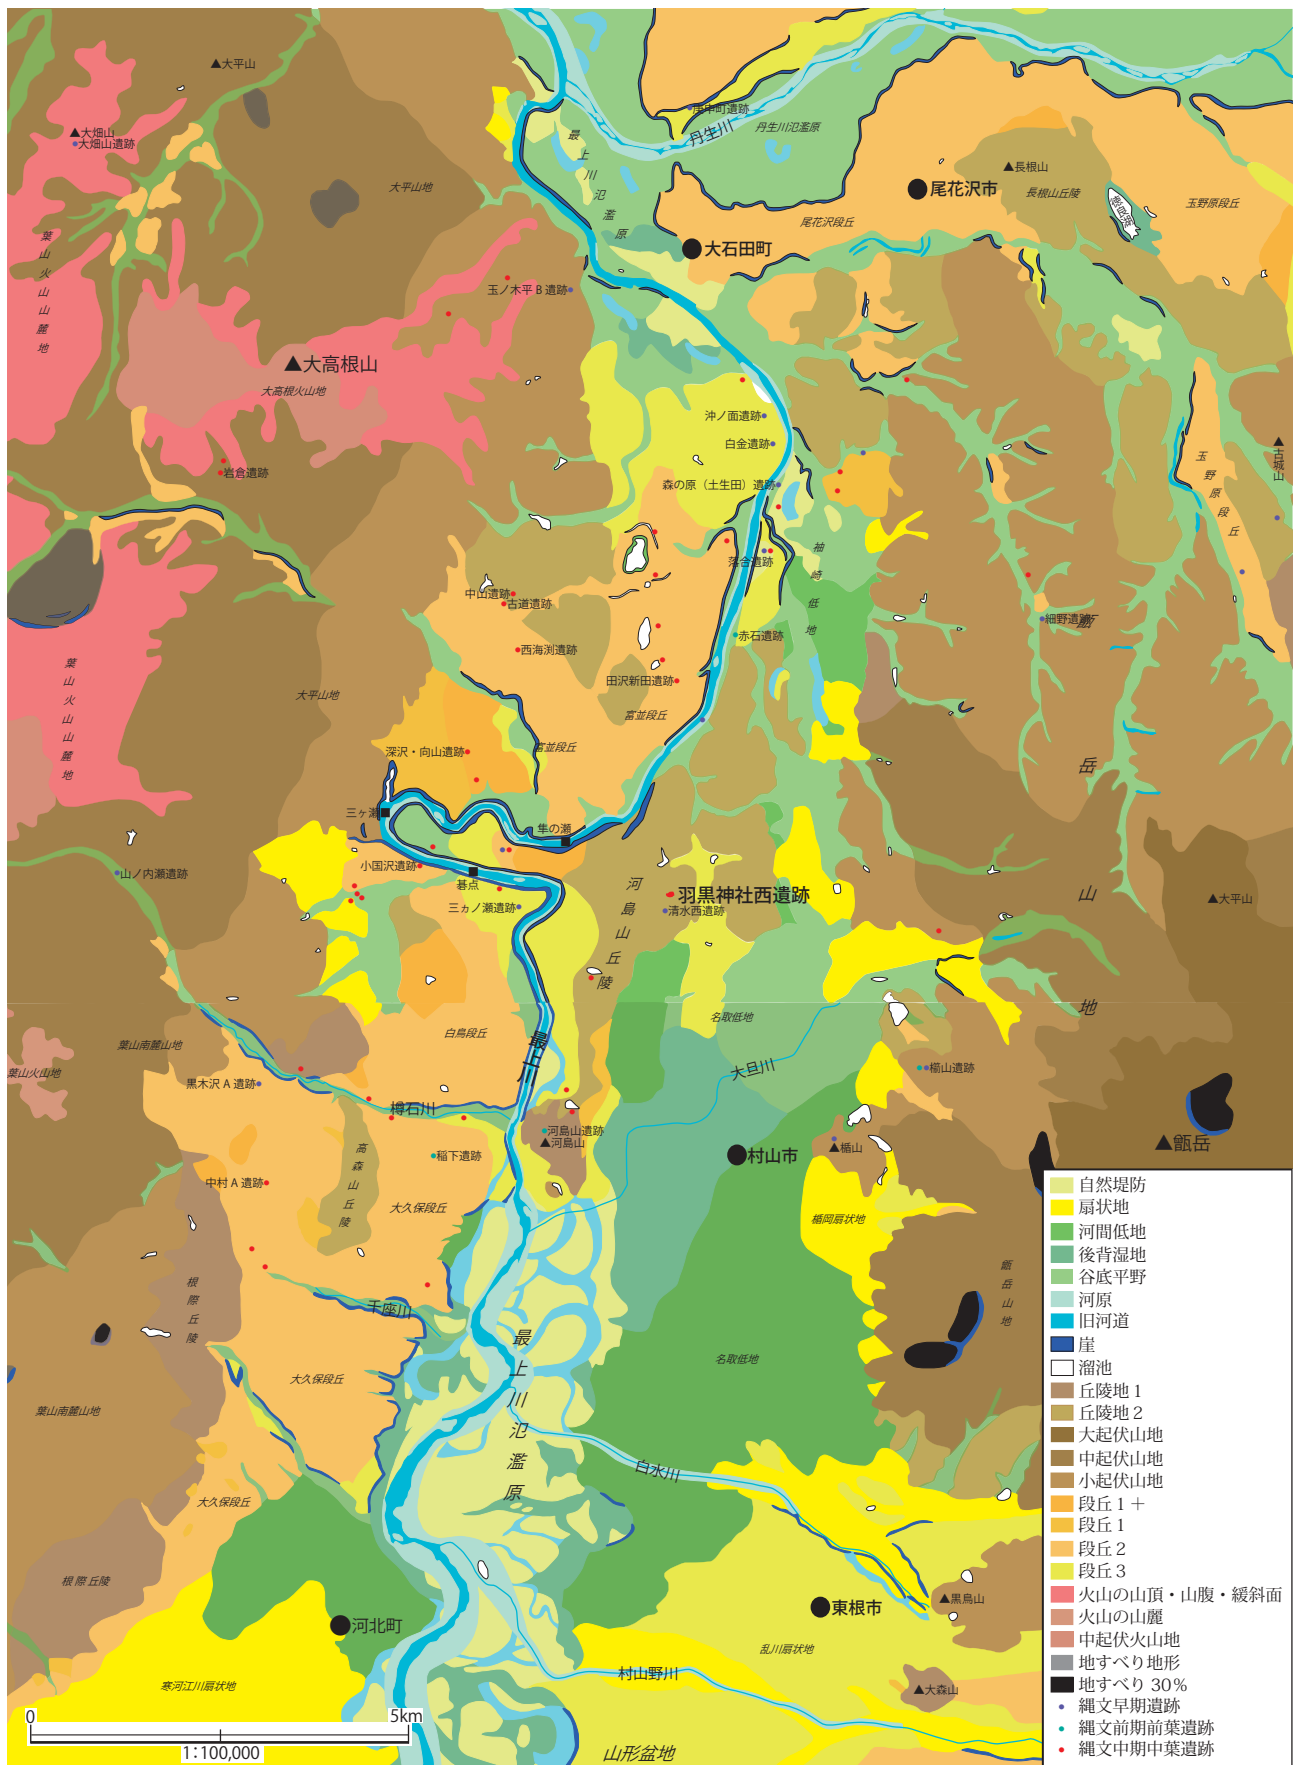 ▲大平山
▲大畑山
大畑山遺跡
大平山地
葉山火山山麓地
庚申町遺跡
丹生川
丹生川氾濫原
最上川氾濫原
尾花沢市
▲長根山
長根山丘陵
玉野原段丘
尾花沢段丘
大石田町
玉ノ木平 B 遺跡
▲大高根山
大高根火山地
沖ノ面遺跡
白金遺跡
森の原（土生田）遺跡
岩倉遺跡
▲古城山
玉野原段丘
袖崎低地
落合遺跡
中山遺跡
古道遺跡
赤石遺跡
細野遺跡
西海渕遺跡
田沢新田遺跡
葉山火山山麓地
大平山地
富並段丘
富並段丘
深沢・向山遺跡
甑岳山地
三ヶ瀬
隼の瀬
小国沢遺跡
碁点
山ノ内瀬遺跡
三ヵノ瀬遺跡
河島山丘陵
羽黒神社西遺跡
清水西遺跡
▲大平山
白鳥段丘
名取低地
最上川
葉山南麓山地
葉山火山地
黒木沢 A 遺跡
大旦川
櫤山遺跡
樽石川
河島山遺跡
▲河島山
▲楯山
▲甑岳
村山市
稲下遺跡
高森山丘陵
中村 A 遺跡
大久保段丘
楯岡扇状地
根際丘陵
千座川
甑岳山地
最上川氾濫原
名取低地
大久保段丘
葉山南麓山地
白水川
大久保段丘
根際丘陵
▲黒鳥山
東根市
河北町
乱川扇状地
村山野川
寒河江川扇状地
▲大森山
山形盆地
0
5km
1：100,000
自然堤防
扇状地
河間低地
後背湿地
谷底平野
河原
旧河道
崖
溜池
丘陵地 1
丘陵地 2
大起伏山地
中起伏山地
小起伏山地
段丘 1 ＋
段丘 1
段丘 2
段丘 3
火山の山頂・山腹・緩斜面
火山の山麓
中起伏火山地
地すべり地形
地すべり 30%
縄文早期遺跡
縄文前期前葉遺跡
縄文中期中葉遺跡